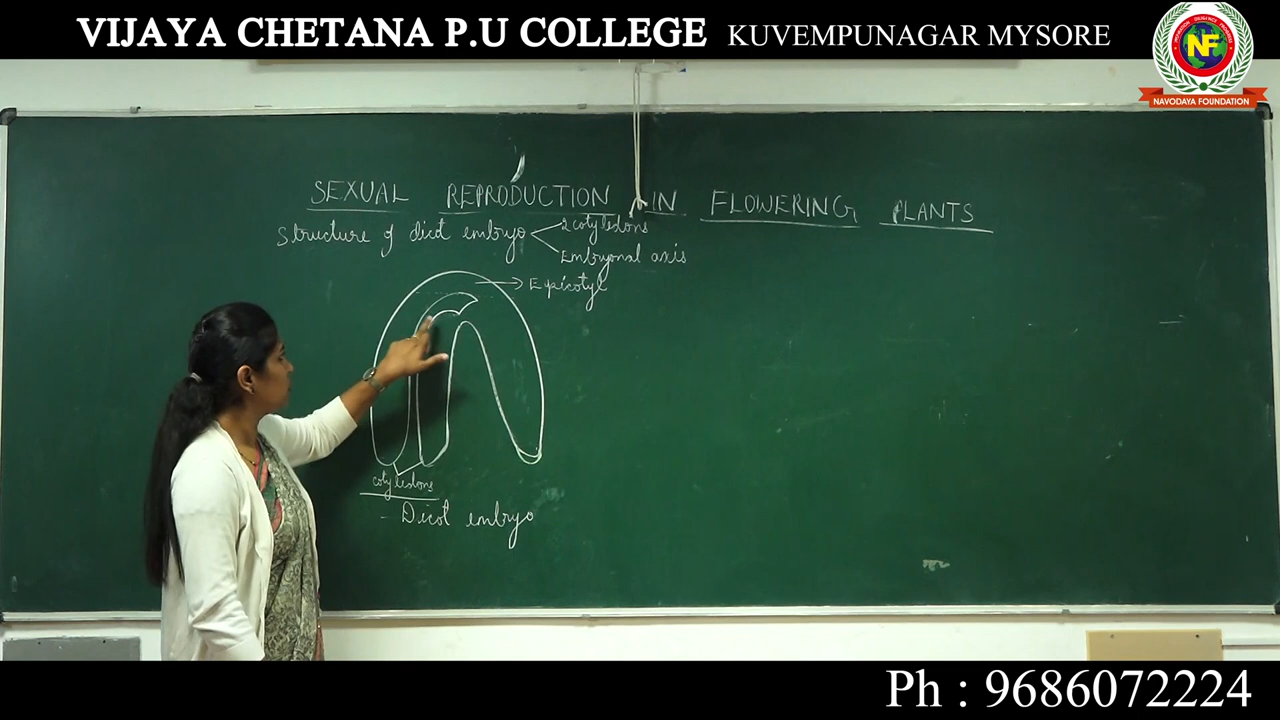 VIJAYA CHETANA P.U COLLEGE KUVEMPUNAGAR MYSORE
NF
NAVODAYA FOUNDATION
SEXUAL REPRODUCTION IN FLOWERING PLANTS
Structure of dicot embryo
2 cotyledons
Embryonal axis
Epicotyl
cotyledons
- Dicot embryo
Ph : 9686072224